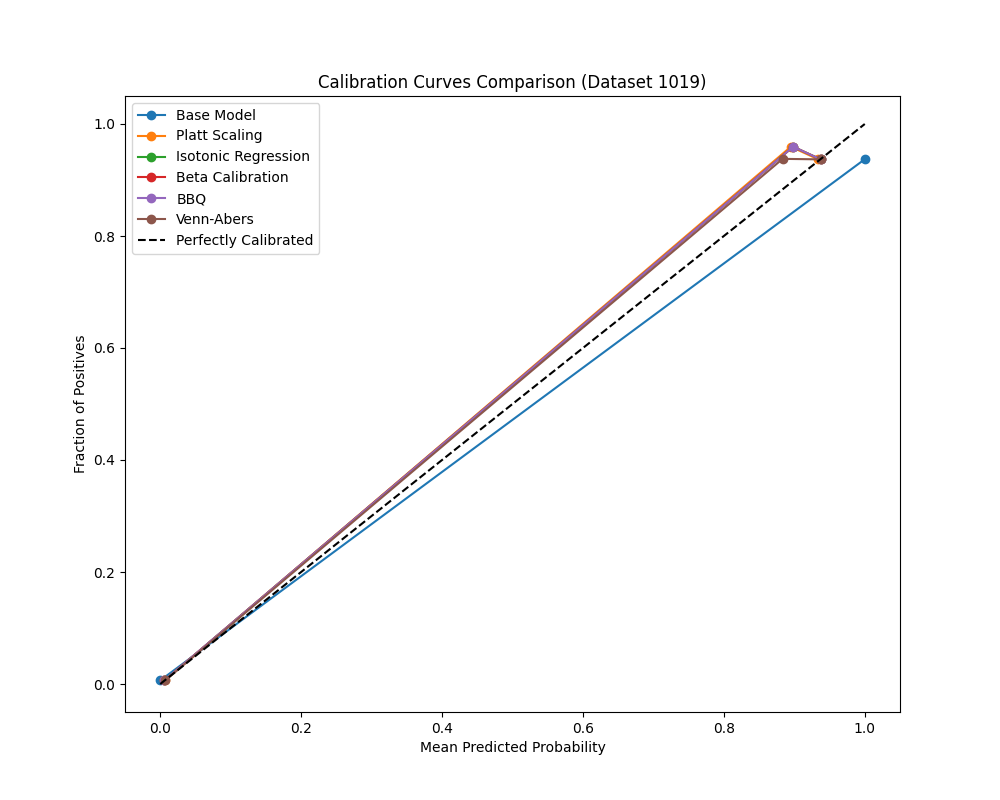 Calibration Curves Comparison (Dataset 1019)
Base Model
Platt Scaling
Isotonic Regression
Beta Calibration
BBQ
Venn-Abers
Perfectly Calibrated
1.0
0.8
0.6
0.4
0.2
0.0
Fraction of Positives
0.0 0.2 0.4 0.6 0.8 1.0
Mean Predicted Probability